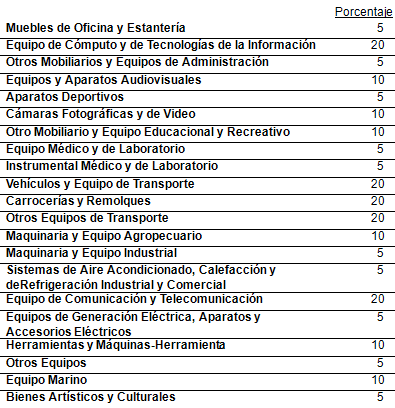 Porcentaje
Muebles de Oficina y Estantería 5
Equipo de Cómputo y de Tecnologías de la Información 20
Otros Mobiliarios y Equipos de Administración 5
Equipos y Aparatos Audiovisuales 10
Aparatos Deportivos 5
Cámaras Fotográficas y de Video 10
Otro Mobiliario y Equipo Educacional y Recreativo 10
Equipo Médico y de Laboratorio 5
Instrumental Médico y de Laboratorio 5
Vehículos y Equipo de Transporte 20
Carrocerías y Remolques 20
Otros Equipos de Transporte 20
Maquinaria y Equipo Agropecuario 10
Maquinaria y Equipo Industrial 5
Sistemas de Aire Acondicionado, Calefacción y 5
deRefrigeración Industrial y Comercial
Equipo de Comunicación y Telecomunicación 20
Equipos de Generación Eléctrica, Aparatos y 5
Accesorios Eléctricos
Herramientas y Máquinas-Herramienta 10
Otros Equipos 5
Equipo Marino 10
Bienes Artísticos y Culturales 5